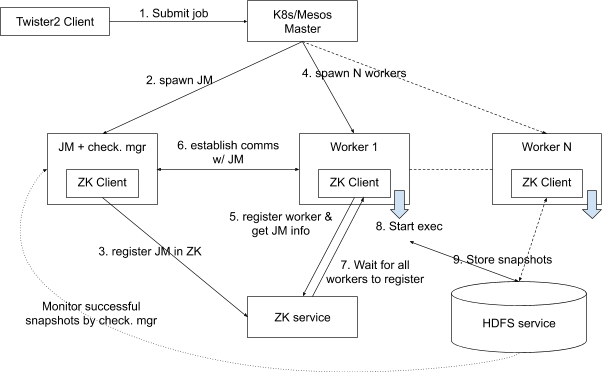 Twister2 Client
1. Submit job
K8s/Mesos
Master
2. spawn JM
4. spawn N workers
JM + check. mgr
ZK Client
6. establish comms
w/ JM
Worker 1
ZK Client
Worker N
ZK Client
5. register worker &
get JM info
8. Start exec
3. register JM in ZK
7. Wait for all
workers to register
9. Store snapshots
Monitor successful
snapshots by check. mgr
ZK service
HDFS service